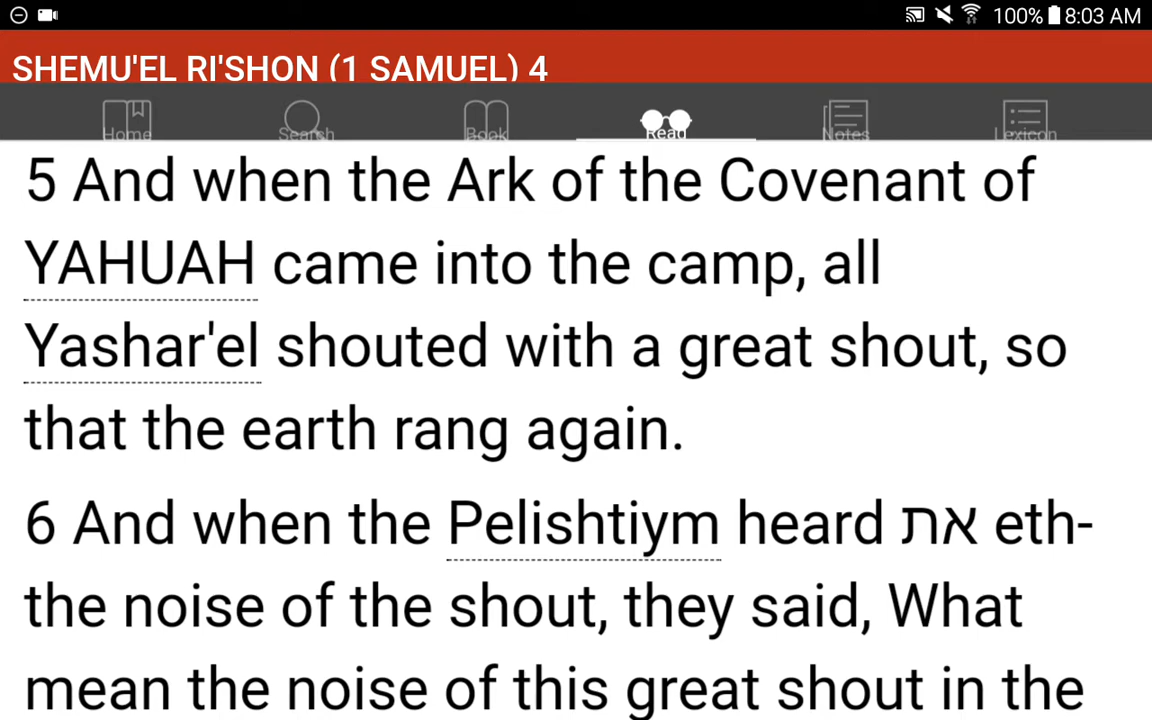 100% 8:03 AM
SHEMU'EL RI'SHON (1 SAMUEL) 4
Home Search Book Read Notes Lexicon
5 And when the Ark of the Covenant of
YAHUAH came into the camp, all
Yashar'el shouted with a great shout, so
that the earth rang again.
6 And when the Pelishtiym heard את eth-
the noise of the shout, they said, What
mean the noise of this great shout in the